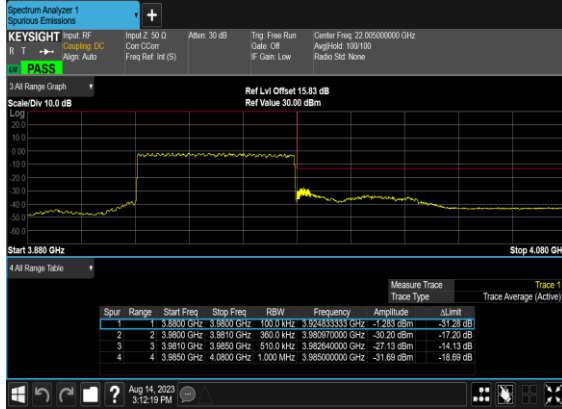 Spectrum Analyzer 1
Spurious Emissions
+
KEYSIGHT
R T
Input: RF
Coupling: DC
Align: Auto
Input Z: 50 Ω
Corr CCorr
Freq Ref: Int (S)
Atten: 30 dB
Trig: Free Run
Gate: Off
IF Gain: Low
Center Freq: 22.005000000 GHz
Avg|Hold: 100/100
Radio Std: None
PASS
3 All Range Graph
Ref Lvl Offset 15.83 dB
Scale/Div 10.0 dB
Ref Value 30.00 dBm
Log
20.0
10.0
0.00
-10.0
-20.0
-30.0
-40.0
-50.0
-60.0
Start 3.880 GHz
Stop 4.080 GHz
4 All Range Table
Measure Trace Trace 1
Trace Type Trace Average (Active)
Spur Range Start Freq Stop Freq RBW Frequency Amplitude ΔLimit
1 1 3.8800 GHz 3.9800 GHz 100.0 kHz 3.924833333 GHz -1.283 dBm -31.28 dB
2 2 3.9800 GHz 3.9810 GHz 360.0 kHz 3.980970000 GHz -30.20 dBm -17.20 dB
3 3 3.9810 GHz 3.9850 GHz 510.0 kHz 3.982640000 GHz -27.13 dBm -14.13 dB
4 4 3.9850 GHz 4.0800 GHz 1.000 MHz 3.985000000 GHz -31.69 dBm -18.69 dB
?
Aug 14, 2023
3:12:19 PM